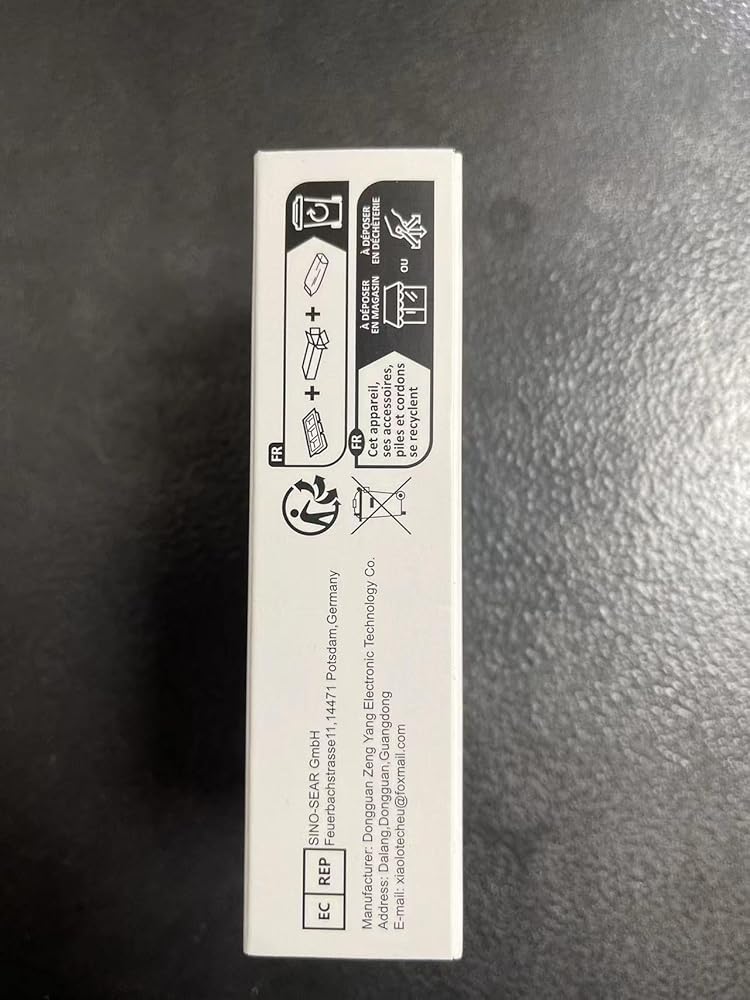 EC REP
SINO-SEAR GmbH
Feuerbachstrasse11,14471 Potsdam,Germany
Manufacturer: Dongguan Zeng Yang Electronic Technology Co.
Address: Dalang,Dongguan,Guangdong
E-mail: xiaolotecheu@foxmail.com
FR
+
+
FR
Cet appareil,
ses accessoires,
piles et cordons
se recyclent
À DÉPOSER
EN MAGASIN
OU
À DÉPOSER
EN DÉCHÈTERIE